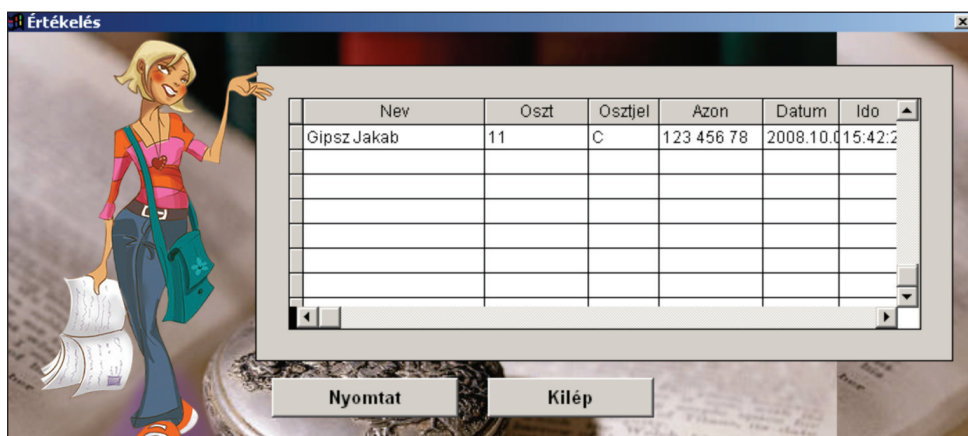 Értékelés
Nev Oszt Osztjel Azon Datum Ido
Gipsz Jakab 11 C 123 456 78 2008.10.0 15:42:2
Nyomtat Kilép